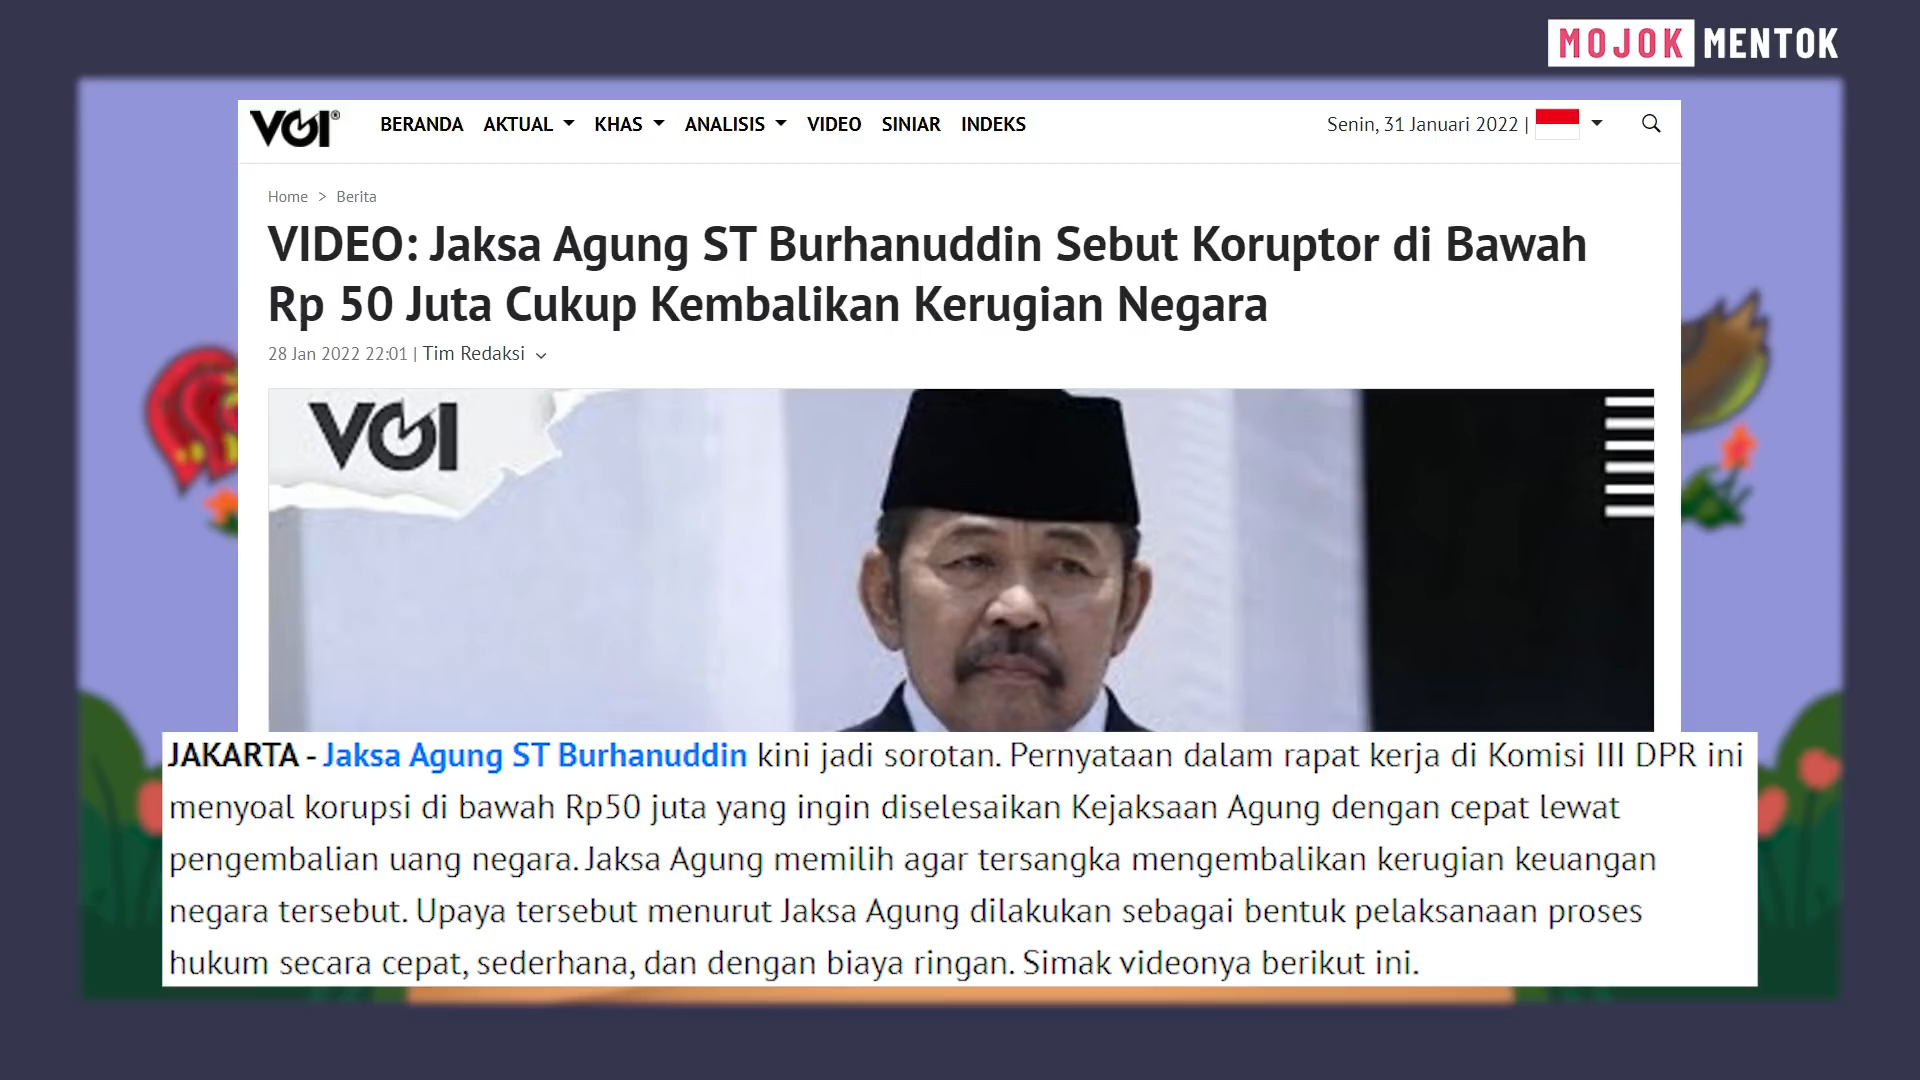 MOJOK MENTOK
VOI®
BERANDA AKTUAL KHAS ANALISIS VIDEO SINIAR INDEKS
Senin, 31 Januari 2022 |
Home > Berita
VIDEO: Jaksa Agung ST Burhanuddin Sebut Koruptor di Bawah
Rp 50 Juta Cukup Kembalikan Kerugian Negara
28 Jan 2022 22:01 | Tim Redaksi
VOI
JAKARTA - Jaksa Agung ST Burhanuddin kini jadi sorotan. Pernyataan dalam rapat kerja di Komisi III DPR ini
menyoal korupsi di bawah Rp50 juta yang ingin diselesaikan Kejaksaan Agung dengan cepat lewat
pengembalian uang negara. Jaksa Agung memilih agar tersangka mengembalikan kerugian keuangan
negara tersebut. Upaya tersebut menurut Jaksa Agung dilakukan sebagai bentuk pelaksanaan proses
hukum secara cepat, sederhana, dan dengan biaya ringan. Simak videonya berikut ini.